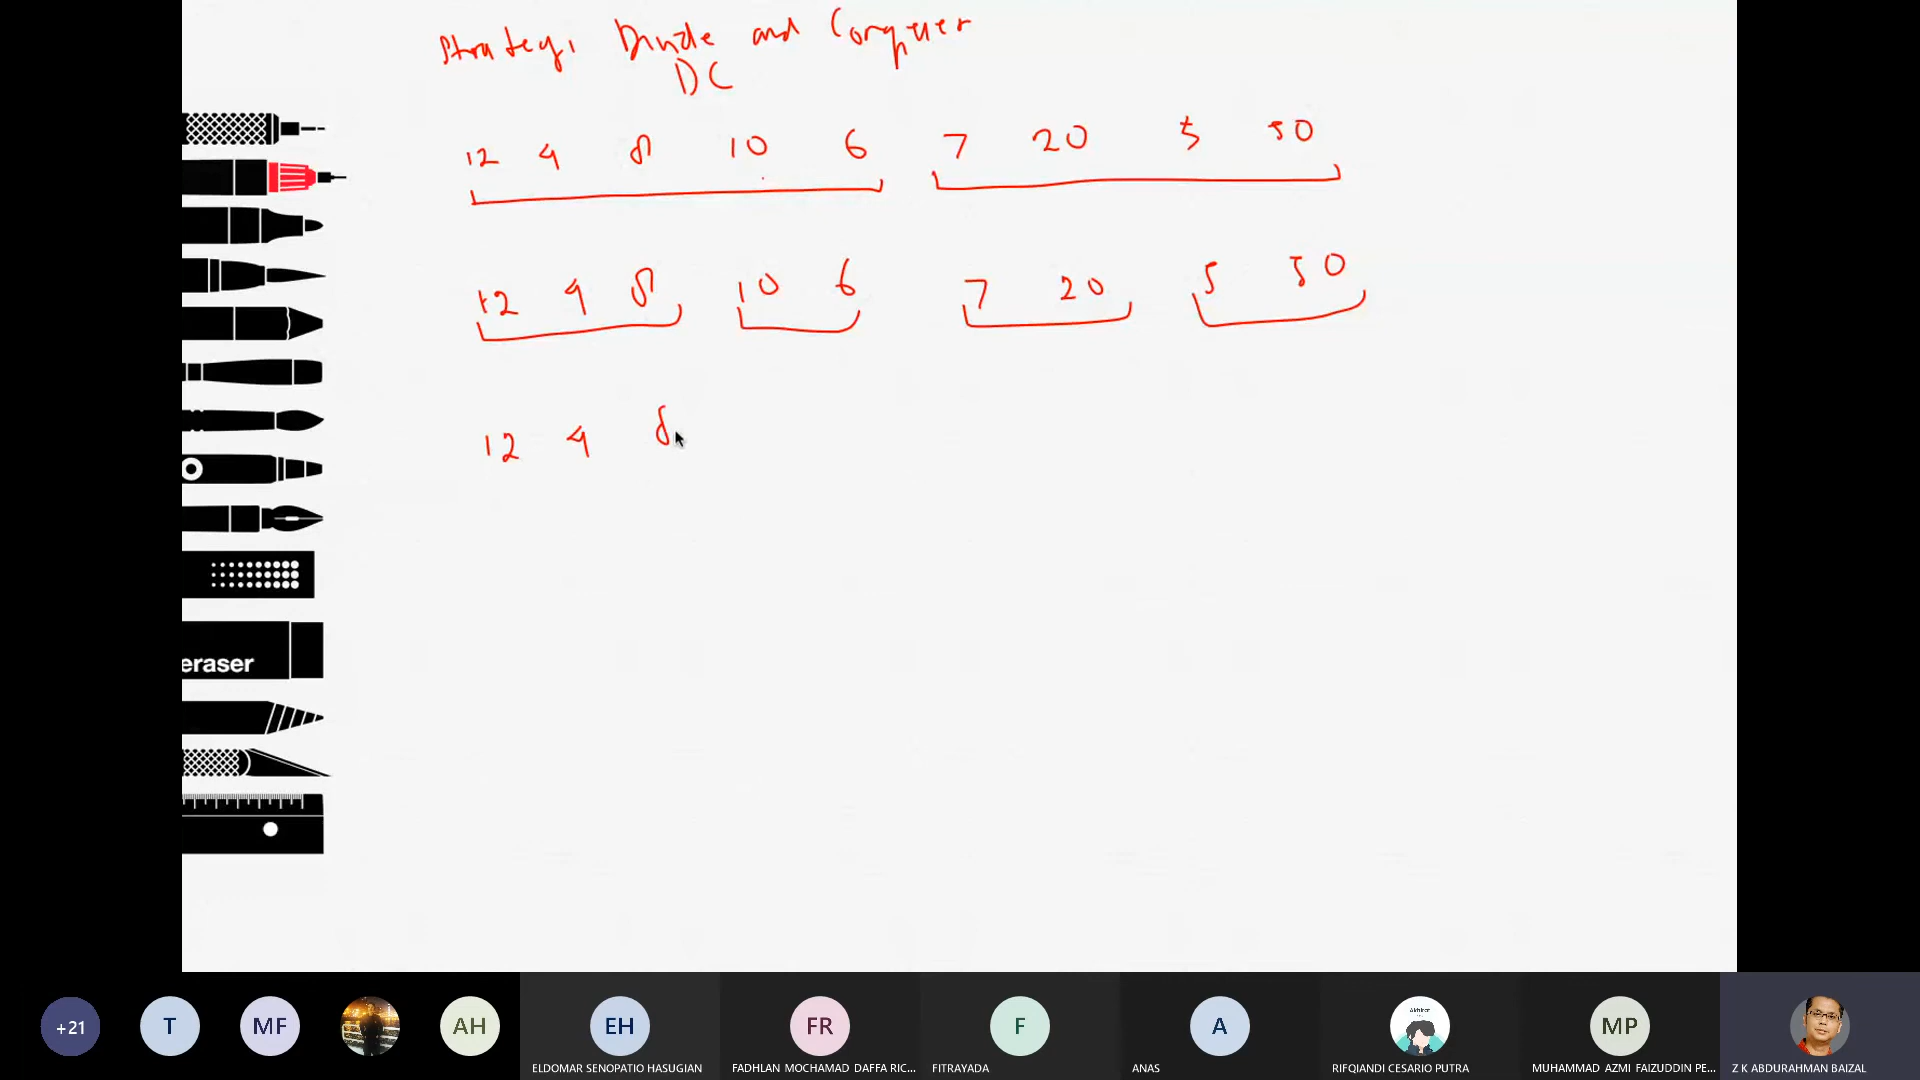 Strategi Divide and Conquer
DC
12 4 8 10 6 7 20 5 50
12 4 8 10 6 7 20 5 50
12 4
eraser
+21 T MF AH EH FR F A MP
ELDOMAR SENOPATIO HASUGIAN FADHLAN MOCHAMAD DAFFA RIC... FITRAYADA ANAS RIFQIANDI CESARIO PUTRA MUHAMMAD AZMI FAIZUDDIN PE... Z K ABDURAHMAN BAIZAL